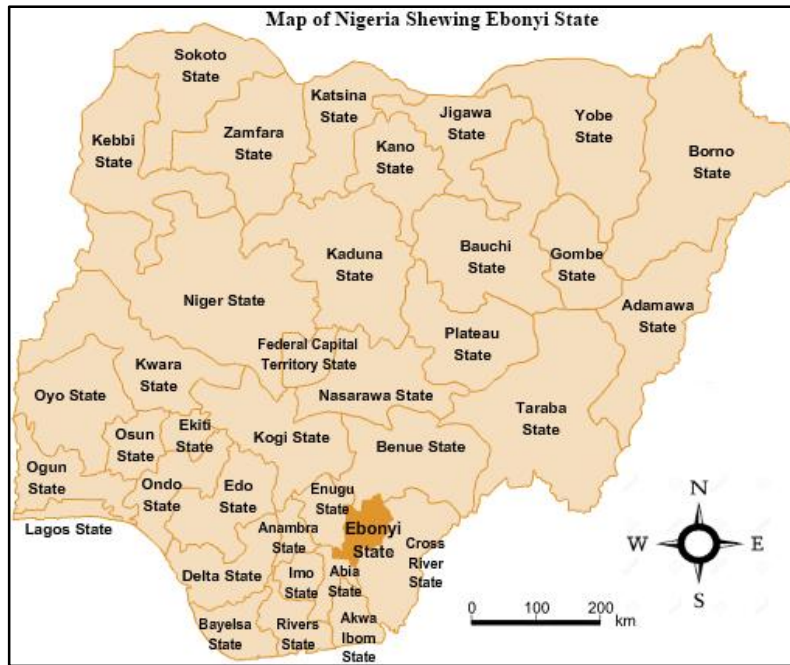 Map of Nigeria Shewing Ebonyi State
Sokoto
State
Katsina
State
Jigawa
State
Yobe
State
Kebbi
State
Zamfara
State
Kano
State
Borno
State
Kaduna
State
Bauchi
State
Gombe
State
Niger State
Adamawa
State
Federal Capital
Territory State
Plateau
State
Kwara
State
Oyo State
Nasarawa State
Taraba
State
Osun
State
Ekiti
State
Kogi State
Benue State
Ogun
State
Ondo
State
Edo
State
Enugu
State
Lagos State
Anambra
State
Ebonyi
State
Cross
River
State
Delta State
Imo
State
Abia
State
Bayelsa
State
Rivers
State
Akwa
Ibom
State
N
W
E
S
0 100 200
km